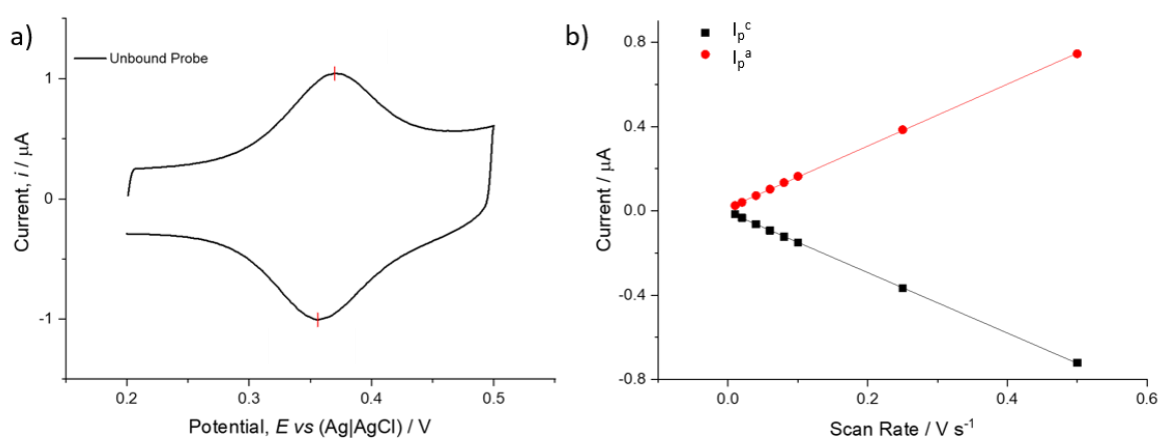 a)
Unbound Probe
1
0
-1
Current, i / μA
0.2
0.3
0.4
0.5
Potential, E vs (Ag|AgCl) / V
b)
Iₚᶜ
Iₚᵃ
0.8
0.4
0.0
-0.4
-0.8
Current / μA
0.0
0.2
0.4
0.6
Scan Rate / V s⁻¹